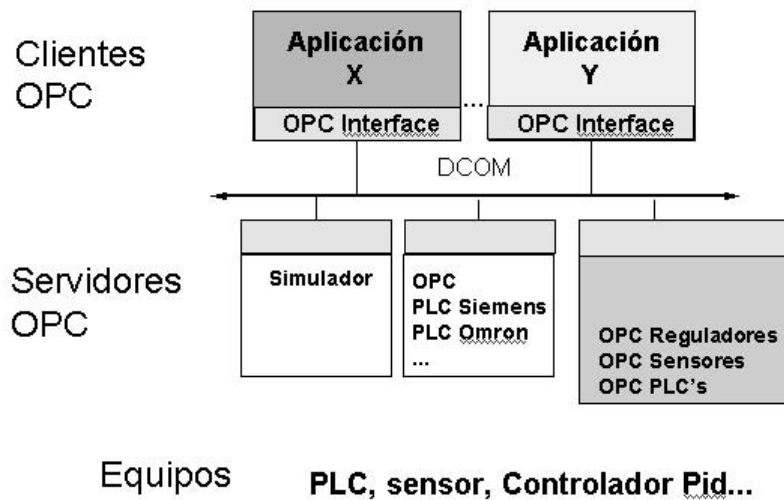 Clientes
OPC
Aplicación
X
OPC Interface
...
Aplicación
Y
OPC Interface
DCOM
Servidores
OPC
Simulador
OPC
PLC Siemens
PLC Omron
...
OPC Reguladores
OPC Sensores
OPC PLC's
Equipos
PLC, sensor, Controlador Pid...